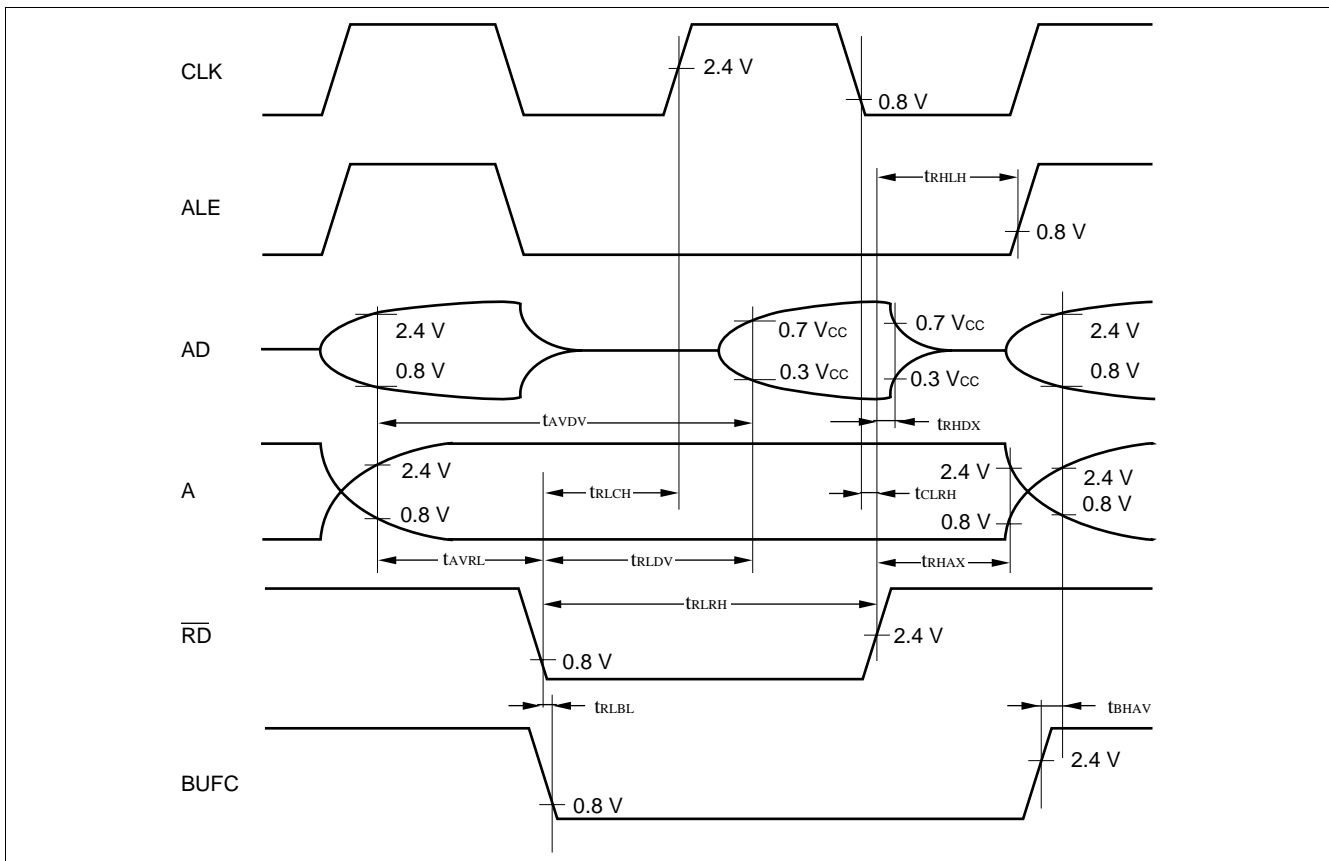 CLK
2.4 V
0.8 V
tRHLH
ALE
0.8 V
2.4 V
0.7 VCC
0.7 VCC
2.4 V
AD
0.8 V
0.3 VCC
0.3 VCC
0.8 V
tAVDV
tRHDX
2.4 V
2.4 V
2.4 V
A
tRLCH
tCLRH
0.8 V
0.8 V
0.8 V
tAVRL
tRLDV
tRHAX
tRLRH
RD
2.4 V
0.8 V
tRLBL
tBHAV
2.4 V
BUFC
0.8 V